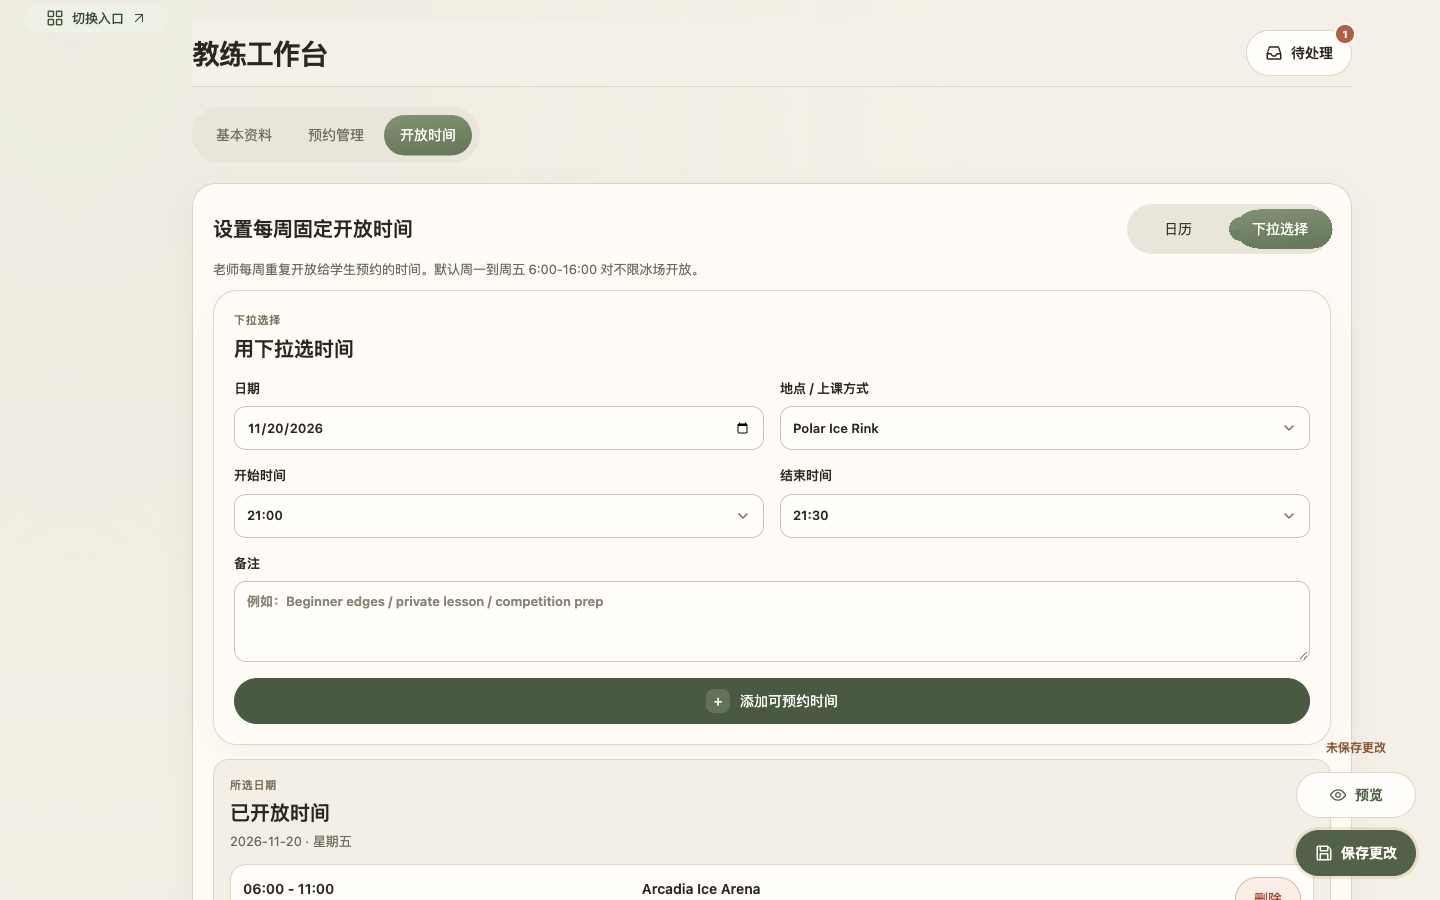 切换入口
教练工作台
待处理
1
基本资料
预约管理
开放时间
设置每周固定开放时间
日历
下拉选择
老师每周重复开放给学生预约的时间。默认周一到周五 6:00-16:00 对不限冰场开放。
下拉选择
用下拉选时间
日期
地点 / 上课方式
11/20/2026
Polar Ice Rink
开始时间
结束时间
21:00
21:30
备注
例如：Beginner edges / private lesson / competition prep
+ 添加可预约时间
未保存更改
所选日期
预览
已开放时间
2026-11-20 · 星期五
保存更改
06:00 - 11:00
Arcadia Ice Arena
删除